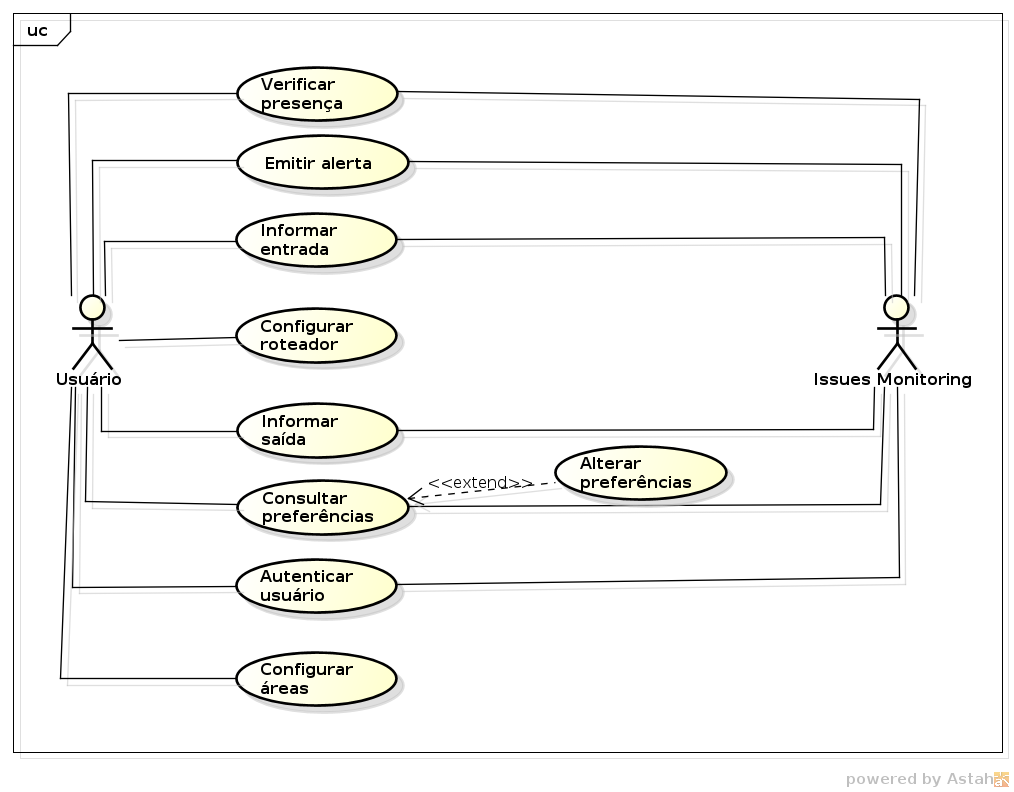 uc
Verificar
presença
Emitir alerta
Informar
entrada
Configurar
roteador
Usuário
Issues Monitoring
Informar
saída
Alterar
preferências
<<extend>>
Consultar
preferências
Autenticar
usuário
Configurar
áreas
powered by Astah